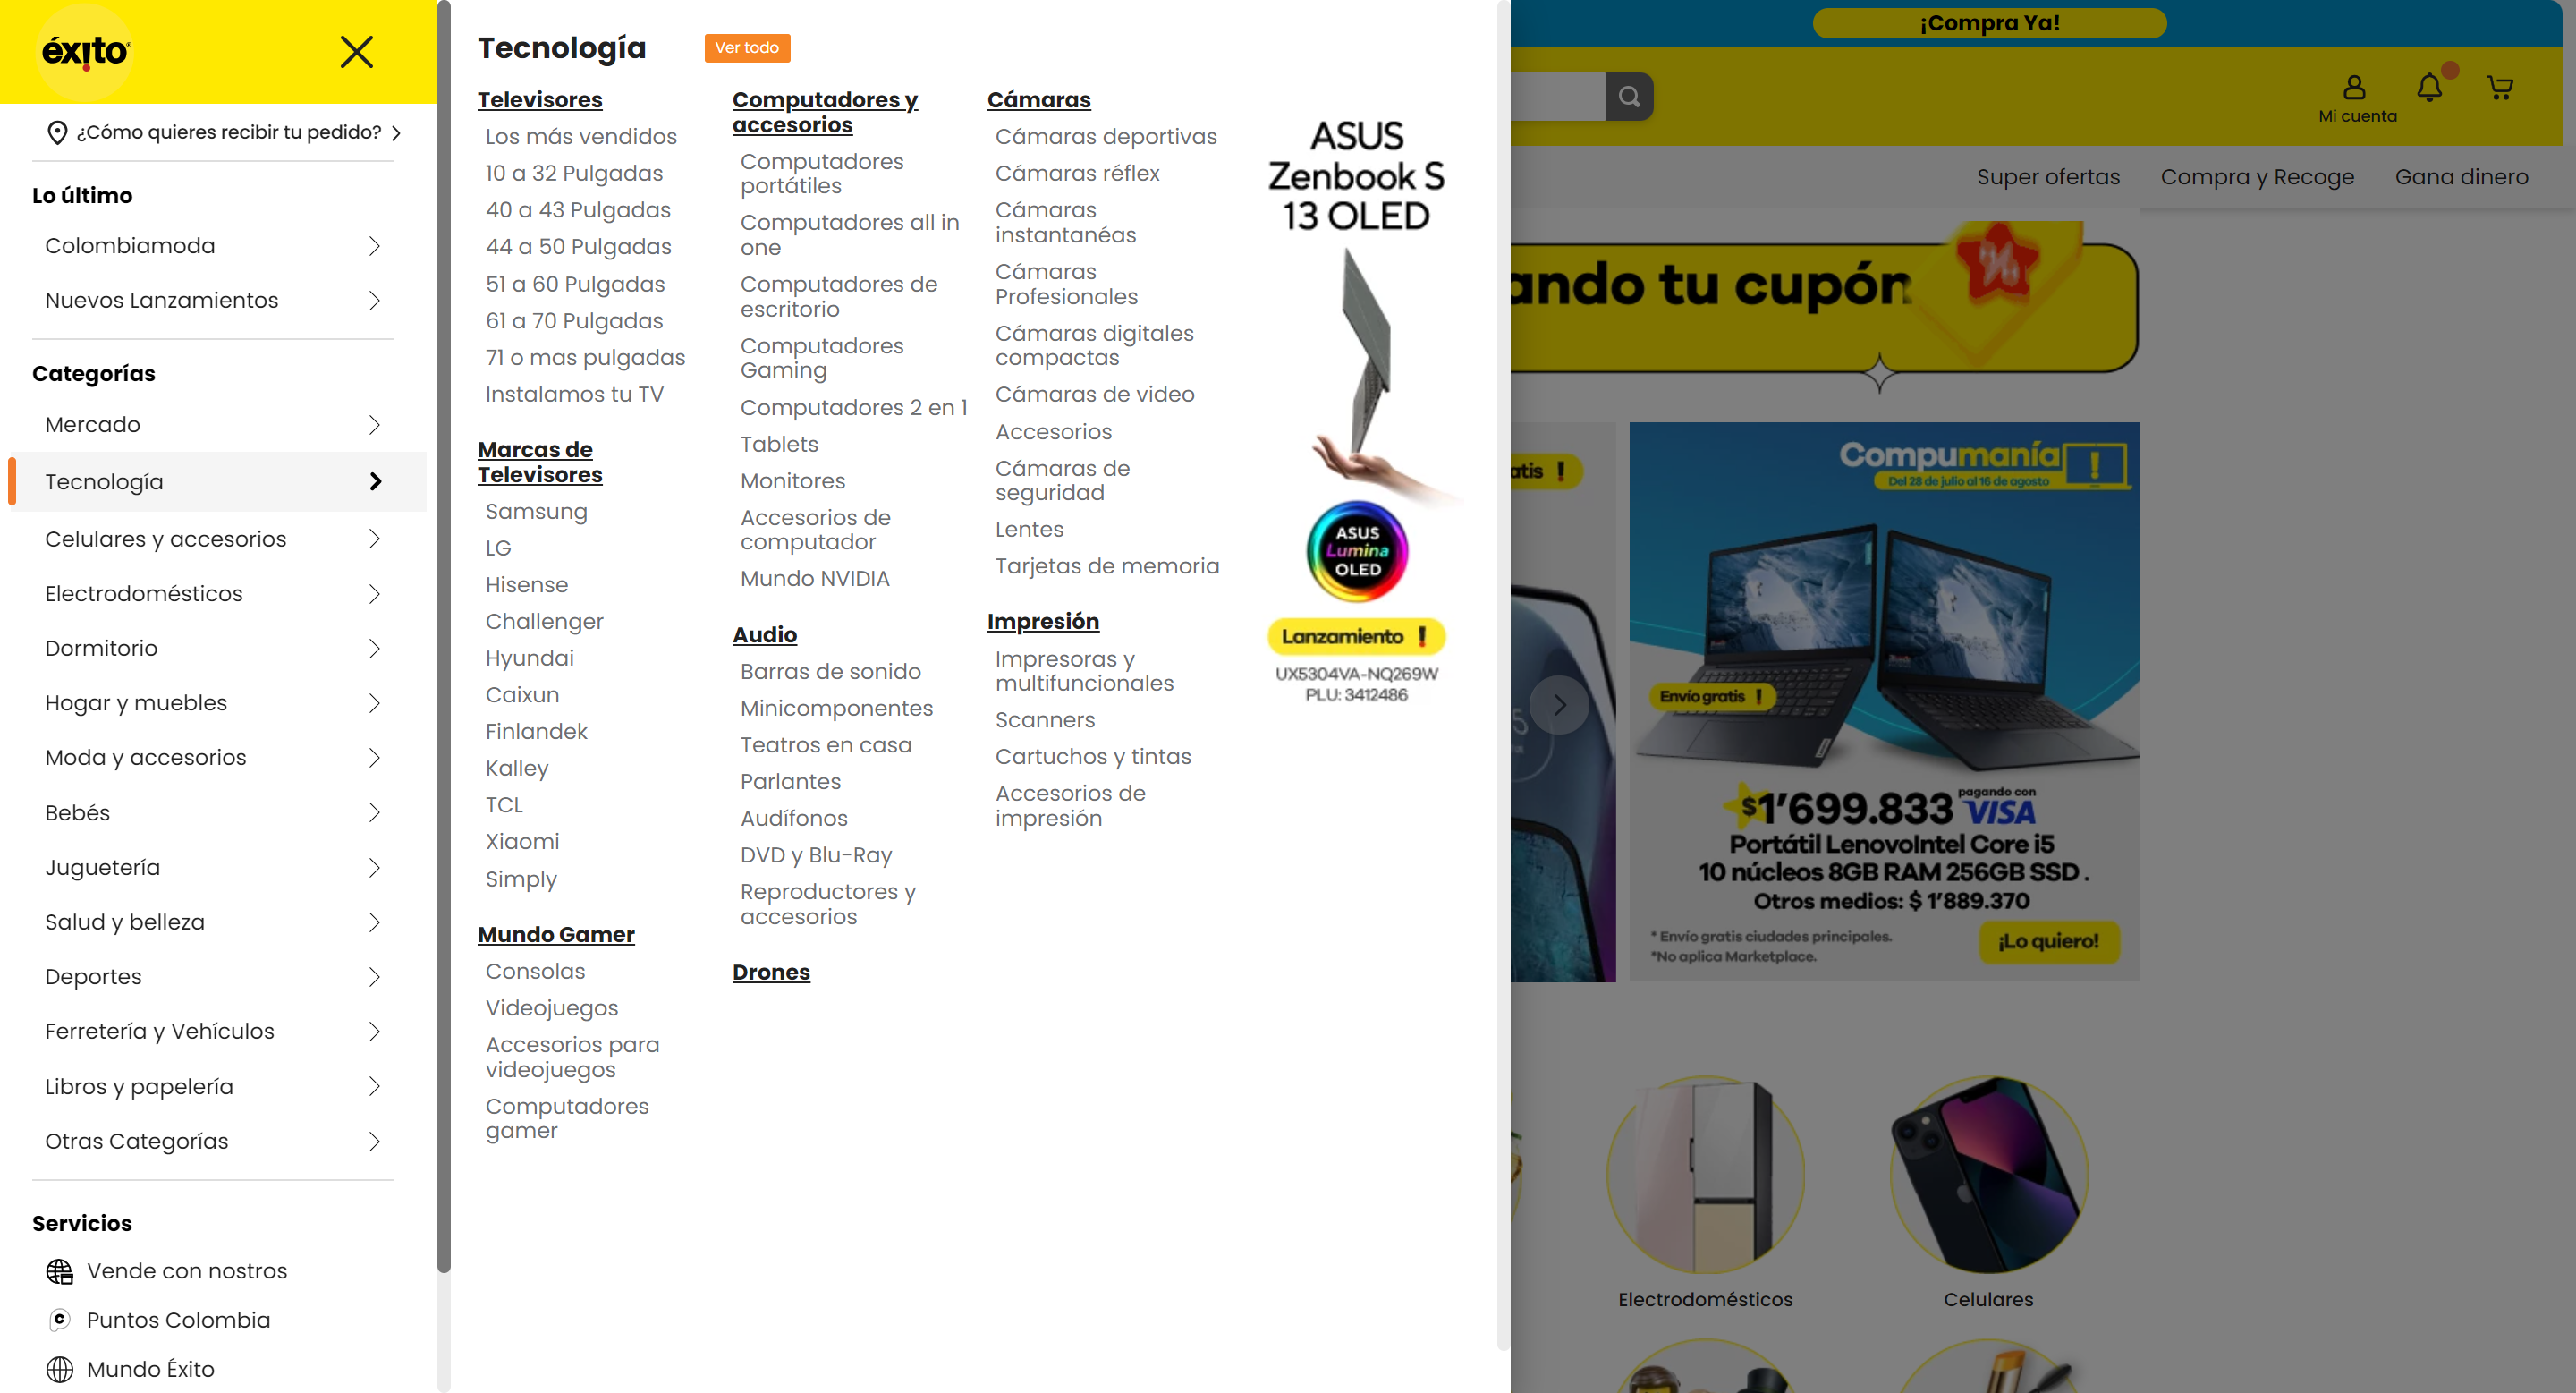 éxito
¿Cómo quieres recibir tu pedido?
Lo último
Colombiamoda
Nuevos Lanzamientos
Categorías
Mercado
Tecnología
Celulares y accesorios
Electrodomésticos
Dormitorio
Hogar y muebles
Moda y accesorios
Bebés
Juguetería
Salud y belleza
Deportes
Ferretería y Vehículos
Libros y papelería
Otras Categorías
Servicios
Vende con nostros
Puntos Colombia
Mundo Éxito
Tecnología
Ver todo
Televisores
Los más vendidos
10 a 32 Pulgadas
40 a 43 Pulgadas
44 a 50 Pulgadas
51 a 60 Pulgadas
61 a 70 Pulgadas
71 o mas pulgadas
Instalamos tu TV
Marcas de
Televisores
Samsung
LG
Hisense
Challenger
Hyundai
Caixun
Finlandek
Kalley
TCL
Xiaomi
Simply
Mundo Gamer
Consolas
Videojuegos
Accesorios para
videojuegos
Computadores
gamer
Computadores y
accesorios
Computadores
portátiles
Computadores all in
one
Computadores de
escritorio
Computadores
Gaming
Computadores 2 en 1
Tablets
Monitores
Accesorios de
computador
Mundo NVIDIA
Audio
Barras de sonido
Minicomponentes
Teatros en casa
Parlantes
Audífonos
DVD y Blu-Ray
Reproductores y
accesorios
Drones
Cámaras
Cámaras deportivas
Cámaras réflex
Cámaras
instantanéas
Cámaras
Profesionales
Cámaras digitales
compactas
Cámaras de video
Accesorios
Cámaras de
seguridad
Lentes
Tarjetas de memoria
Impresión
Impresoras y
multifuncionales
Scanners
Cartuchos y tintas
Accesorios de
impresión
ASUS
Zenbook S
13 OLED
ASUS
Lumina
OLED
Lanzamiento !
UX5304VA-NQ269W
PLU: 3412486
¡Compra Ya!
Mi cuenta
Super ofertas
Compra y Recoge
Gana dinero
ando tu cupón
%
atis !
Compumanía
Del 28 de julio al 16 de agosto
Envío gratis !
$1'699.833 pagando con
VISA
Portátil LenovoIntel Core i5
10 núcleos 8GB RAM 256GB SSD .
Otros medios: $ 1'889.370
* Envío gratis ciudades principales.
*No aplica Marketplace.
¡Lo quiero!
Electrodomésticos
Celulares